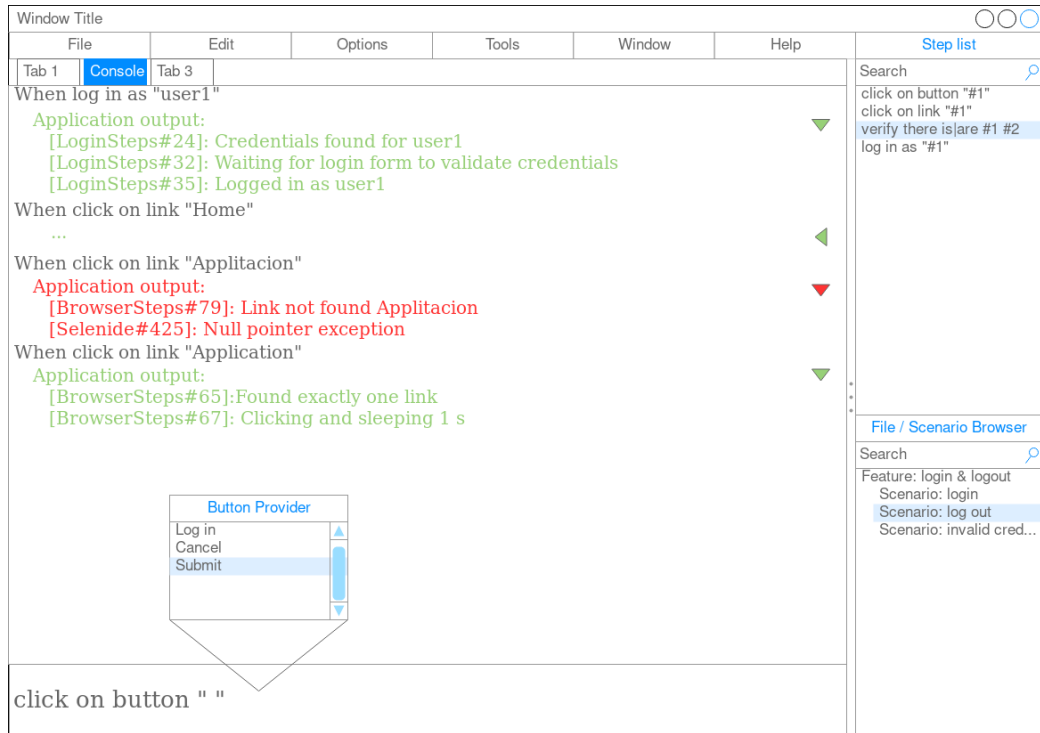 Window Title
File Edit Options Tools Window Help
Tab 1 Console Tab 3
When log in as "user1"
Application output:
[LoginSteps#24]: Credentials found for user1
[LoginSteps#32]: Waiting for login form to validate credentials
[LoginSteps#35]: Logged in as user1
When click on link "Home"
...
When click on link "Applitacion"
Application output:
[BrowserSteps#79]: Link not found Applitacion
[Selenide#425]: Null pointer exception
When click on link "Application"
Application output:
[BrowserSteps#65]:Found exactly one link
[BrowserSteps#67]: Clicking and sleeping 1 s
Button Provider
Log in
Cancel
Submit
click on button " "
Step list
Search
click on button "#1"
click on link "#1"
verify there is|are #1 #2
log in as "#1"
File / Scenario Browser
Search
Feature: login & logout
Scenario: login
Scenario: log out
Scenario: invalid cred...